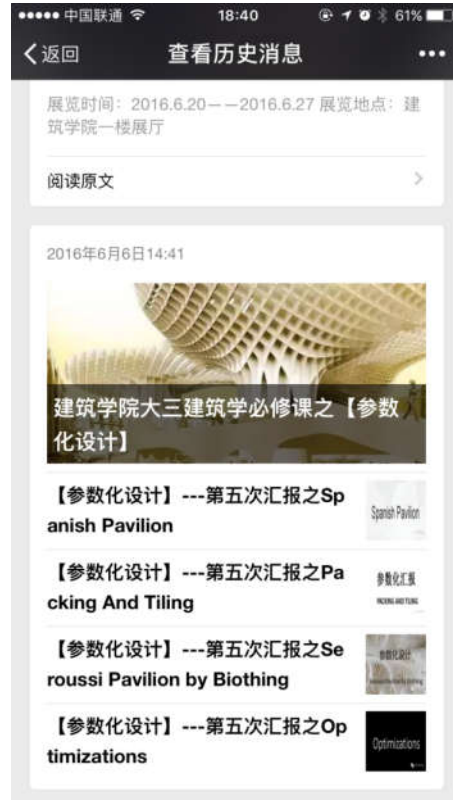 中国联通 18:40 61%
返回 查看历史消息
展览时间：2016.6.20——2016.6.27 展览地点：建
筑学院一楼展厅
阅读原文
2016年6月6日14:41
建筑学院大三建筑学必修课之【参数
化设计】
【参数化设计】---第五次汇报之Sp
anish Pavilion
Spanish Pavilion
【参数化设计】---第五次汇报之Pa
cking And Tiling
参数化汇报
PACKING AND TILING
【参数化设计】---第五次汇报之Se
roussi Pavilion by Biothing
参数化设计
【参数化设计】---第五次汇报之Op
timizations
Optimizations